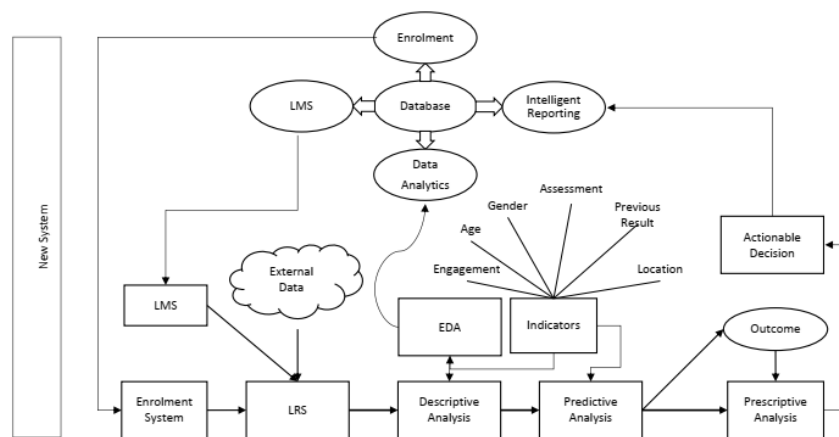 New System
Enrolment
LMS
Database
Intelligent
Reporting
Data
Analytics
Assessment
Gender
Previous
Result
Age
Engagement
Location
Actionable
Decision
External
Data
LMS
EDA
Indicators
Outcome
Enrolment
System
LRS
Descriptive
Analysis
Predictive
Analysis
Prescriptive
Analysis